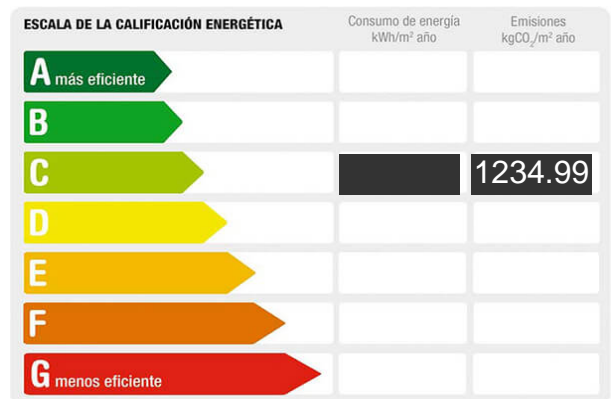 ESCALA DE LA CALIFICACIÓN ENERGÉTICA
Consumo de energía
kWh/m² año
Emisiones
kgCO₂/m² año
A más eficiente
B
C
1234.99
D
E
F
G menos eficiente